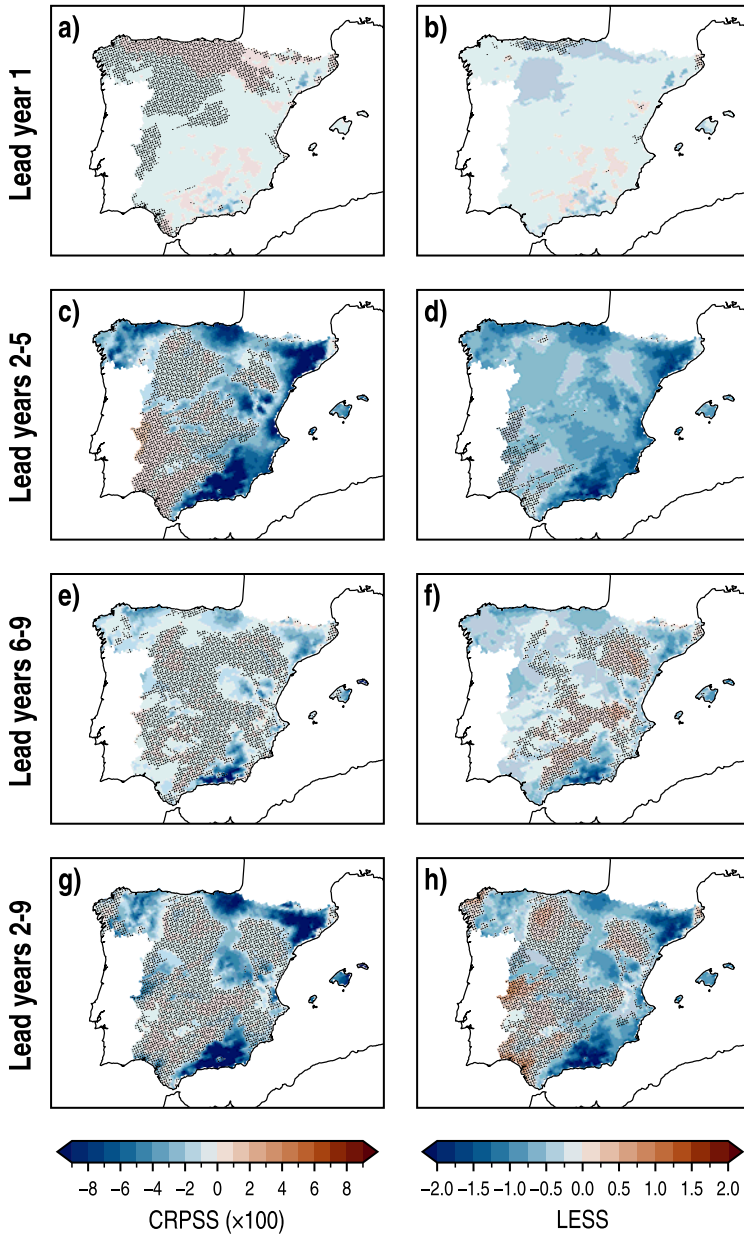 a)
b)
Lead year 1
c)
d)
Lead years 2-5
e)
f)
Lead years 6-9
g)
h)
Lead years 2-9
−8 −6 −4 −2 0 2 4 6 8
CRPSS (×100)
−2.0 −1.5 −1.0 −0.5 0.0 0.5 1.0 1.5 2.0
LESS